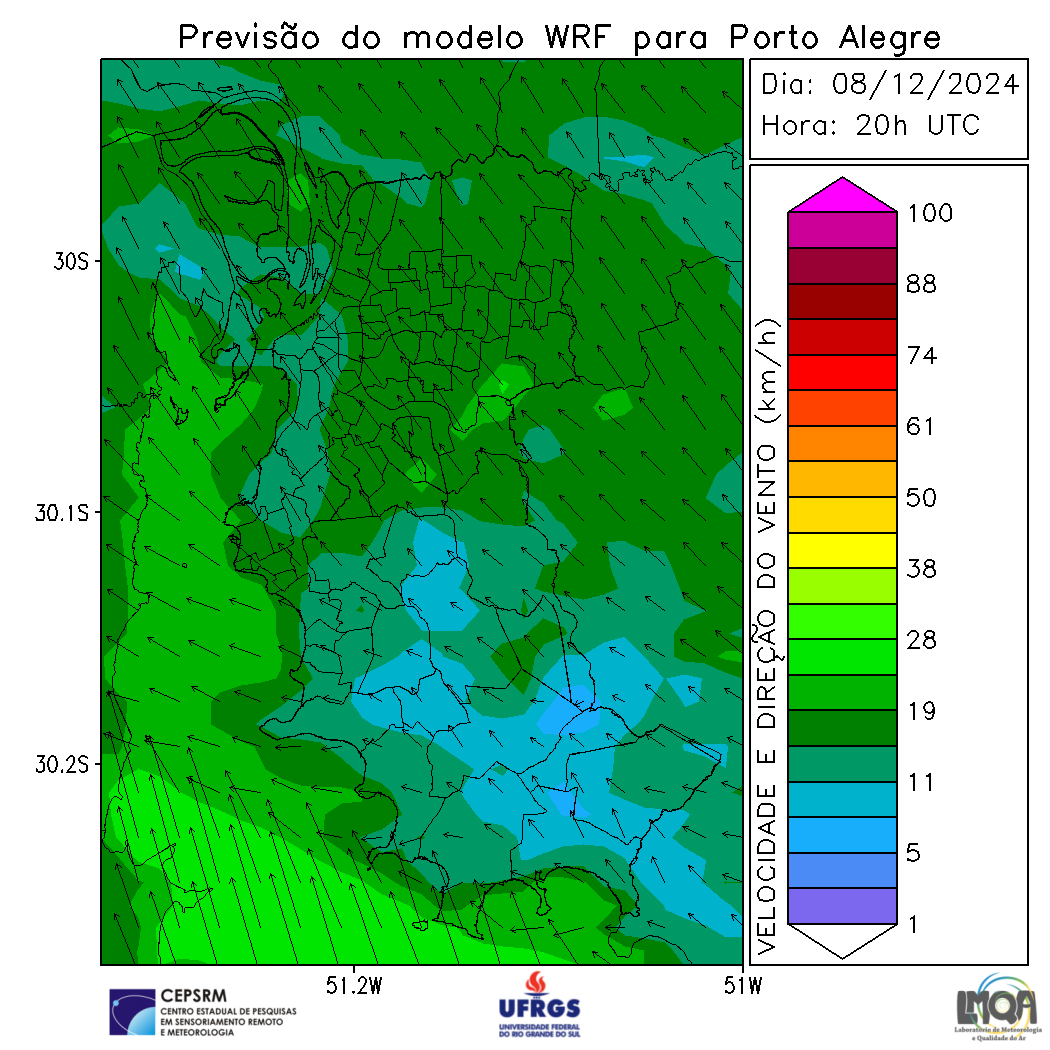 Previsão do modelo WRF para Porto Alegre
Dia: 08/12/2024
Hora: 20h UTC
30S
30.1S
30.2S
51.2W
51W
VELOCIDADE E DIREÇÃO DO VENTO (km/h)
100
88
74
61
50
38
28
19
11
5
1
CEPSRM
CENTRO ESTADUAL DE PESQUISAS
EM SENSORIAMENTO REMOTO
E METEOROLOGIA
UFRGS
UNIVERSIDADE FEDERAL
DO RIO GRANDE DO SUL
LMQA
Laboratório de Meteorologia
e Qualidade do Ar